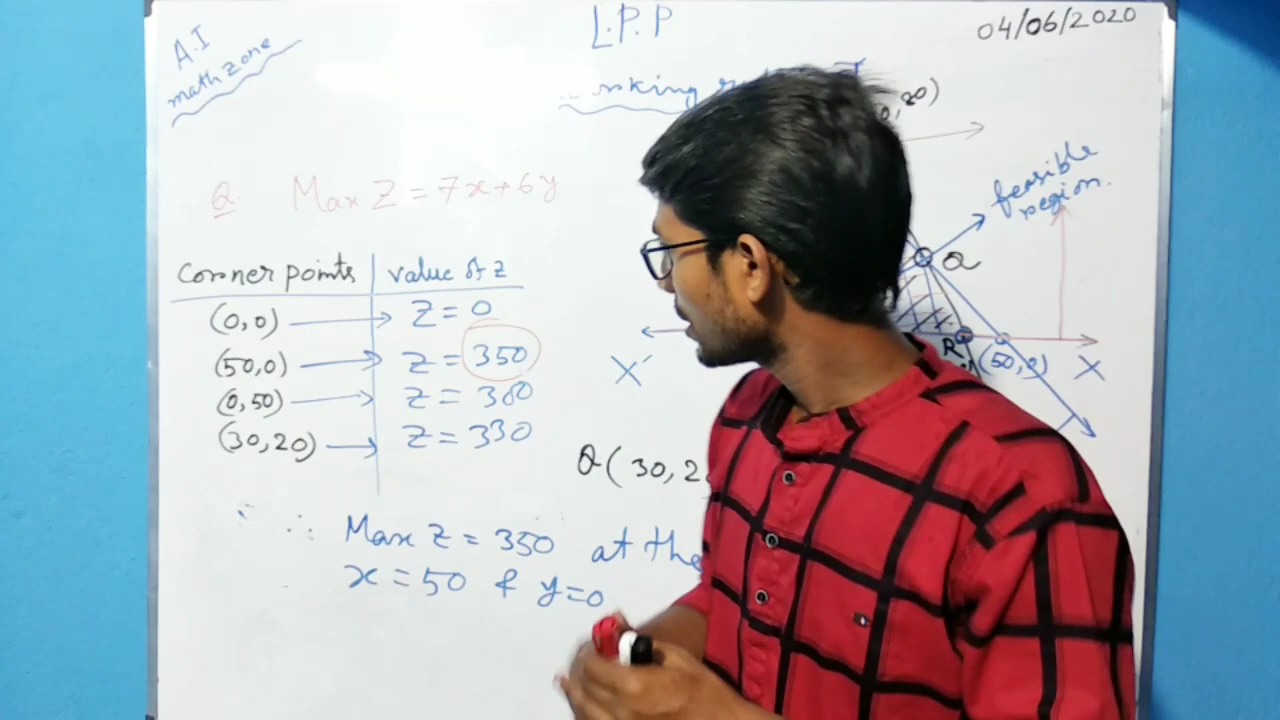 A.I
math zone
L.P.P
04/06/2020
Q. Max Z = 7x+6y
Corner points value of z
(0,0) Z = 0
(50,0) Z = 350
(0,50) Z = 300
(30,20) Z = 330
∴ Max Z = 350 at the
x = 50 & y=0
feasible
region.
Q
R
(50,0)
X'
X
Q(30,2